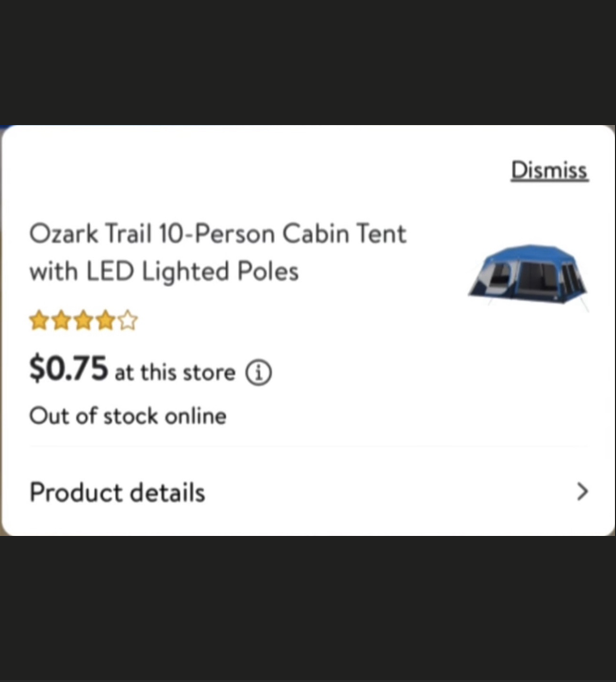 Dismiss
Ozark Trail 10-Person Cabin Tent
with LED Lighted Poles
$0.75 at this store
Out of stock online
Product details